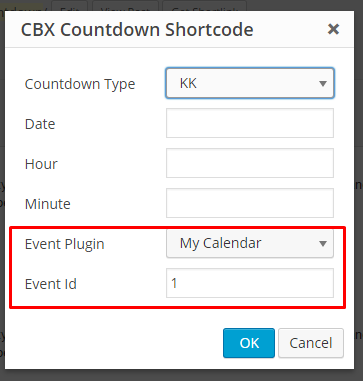 CBX Countdown Shortcode ×
Countdown Type KK
Date
Hour
Minute
Event Plugin My Calendar
Event Id 1
OK Cancel